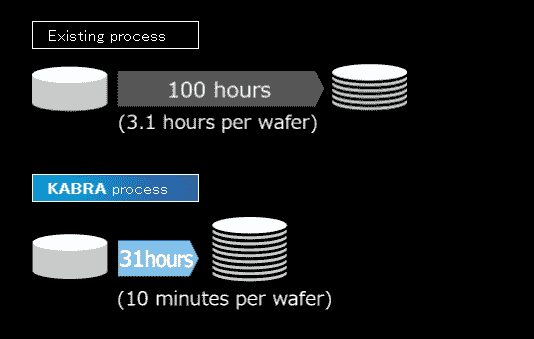 Existing process
100 hours
(3.1 hours per wafer)
KABRA process
31hours
(10 minutes per wafer)